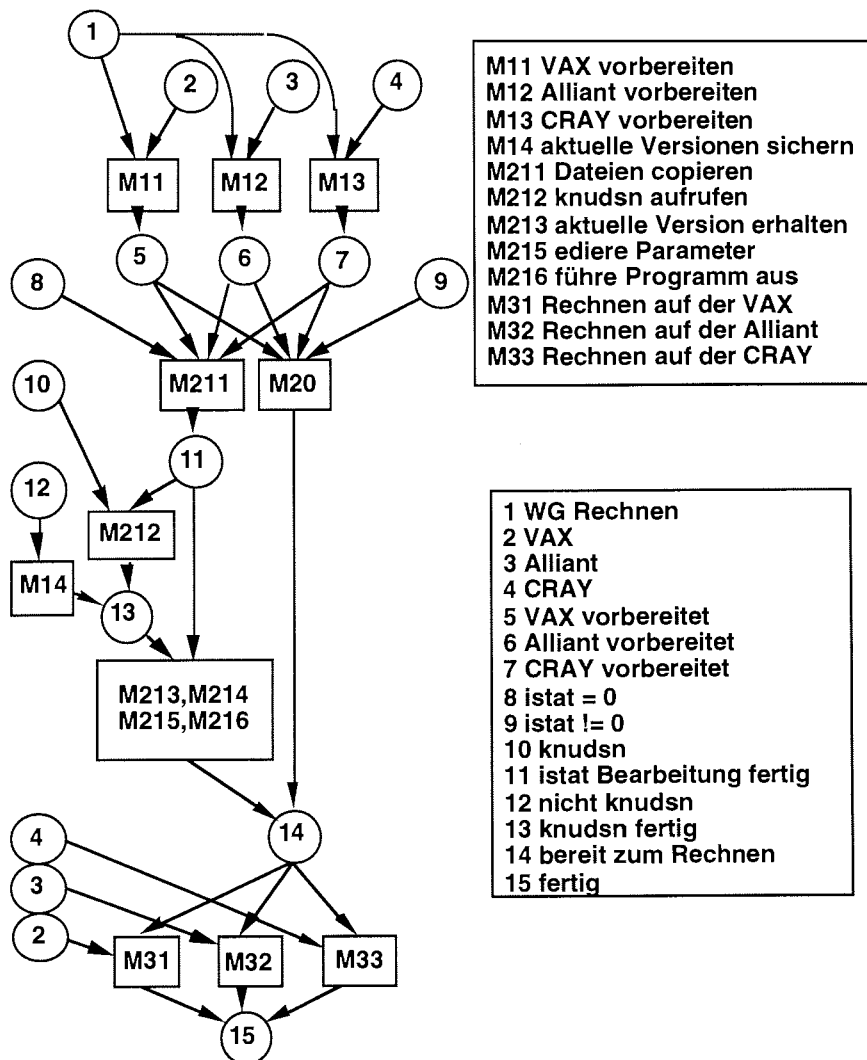 1
2
3
4
M11
M12
M13
5
6
7
8
9
M211
M20
10
11
12
M212
M14
13
M213,M214
M215,M216
14
4
3
2
M31
M32
M33
15
M11 VAX vorbereiten
M12 Alliant vorbereiten
M13 CRAY vorbereiten
M14 aktuelle Versionen sichern
M211 Dateien copieren
M212 knudsn aufrufen
M213 aktuelle Version erhalten
M215 ediere Parameter
M216 führe Programm aus
M31 Rechnen auf der VAX
M32 Rechnen auf der Alliant
M33 Rechnen auf der CRAY
1 WG Rechnen
2 VAX
3 Alliant
4 CRAY
5 VAX vorbereitet
6 Alliant vorbereitet
7 CRAY vorbereitet
8 istat = 0
9 istat != 0
10 knudsn
11 istat Bearbeitung fertig
12 nicht knudsn
13 knudsn fertig
14 bereit zum Rechnen
15 fertig